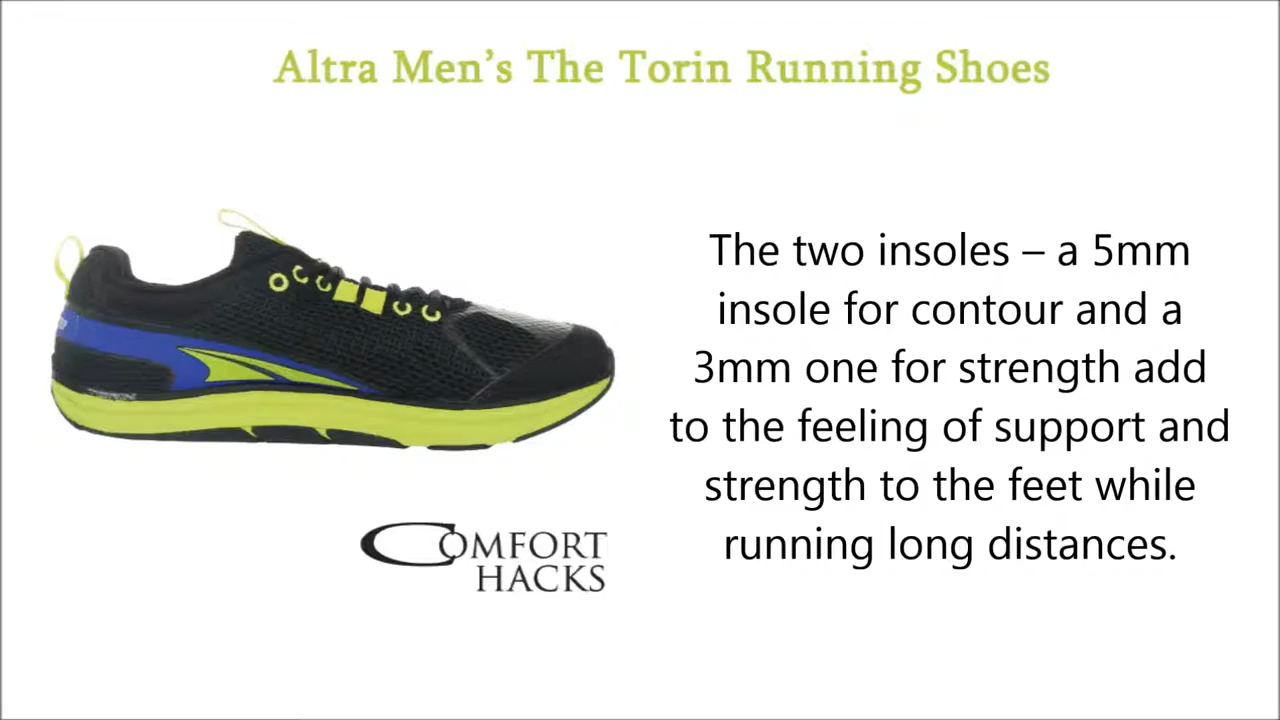 Altra Men’s The Torin Running Shoes
The two insoles – a 5mm
insole for contour and a
3mm one for strength add
to the feeling of support and
strength to the feet while
running long distances.
COMFORT
HACKS